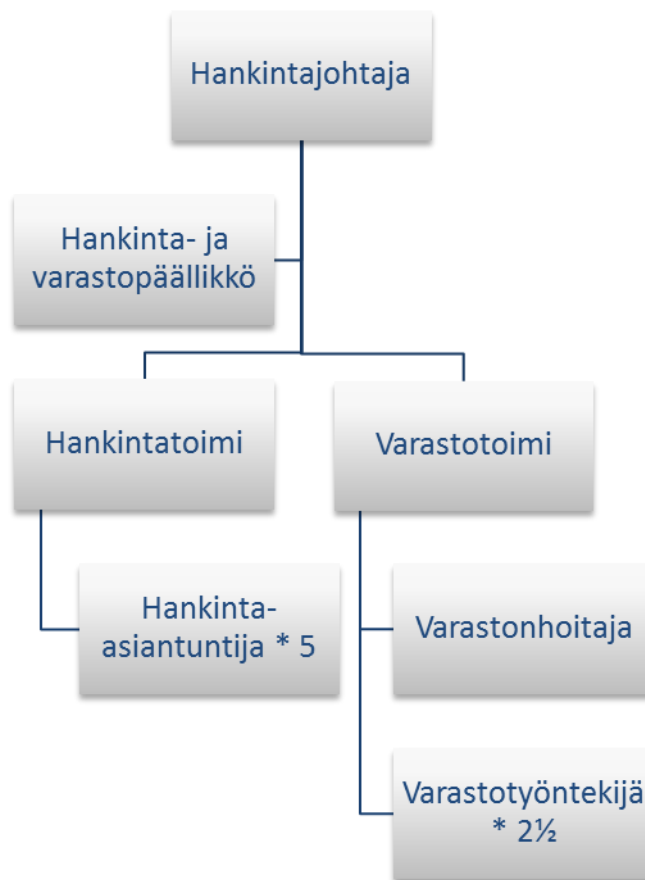 Hankintajohtaja
Hankinta- ja
varastopäällikkö
Hankintatoimi
Varastotoimi
Hankinta-
asiantuntija * 5
Varastonhoitaja
Varastotyöntekijä
* 2½